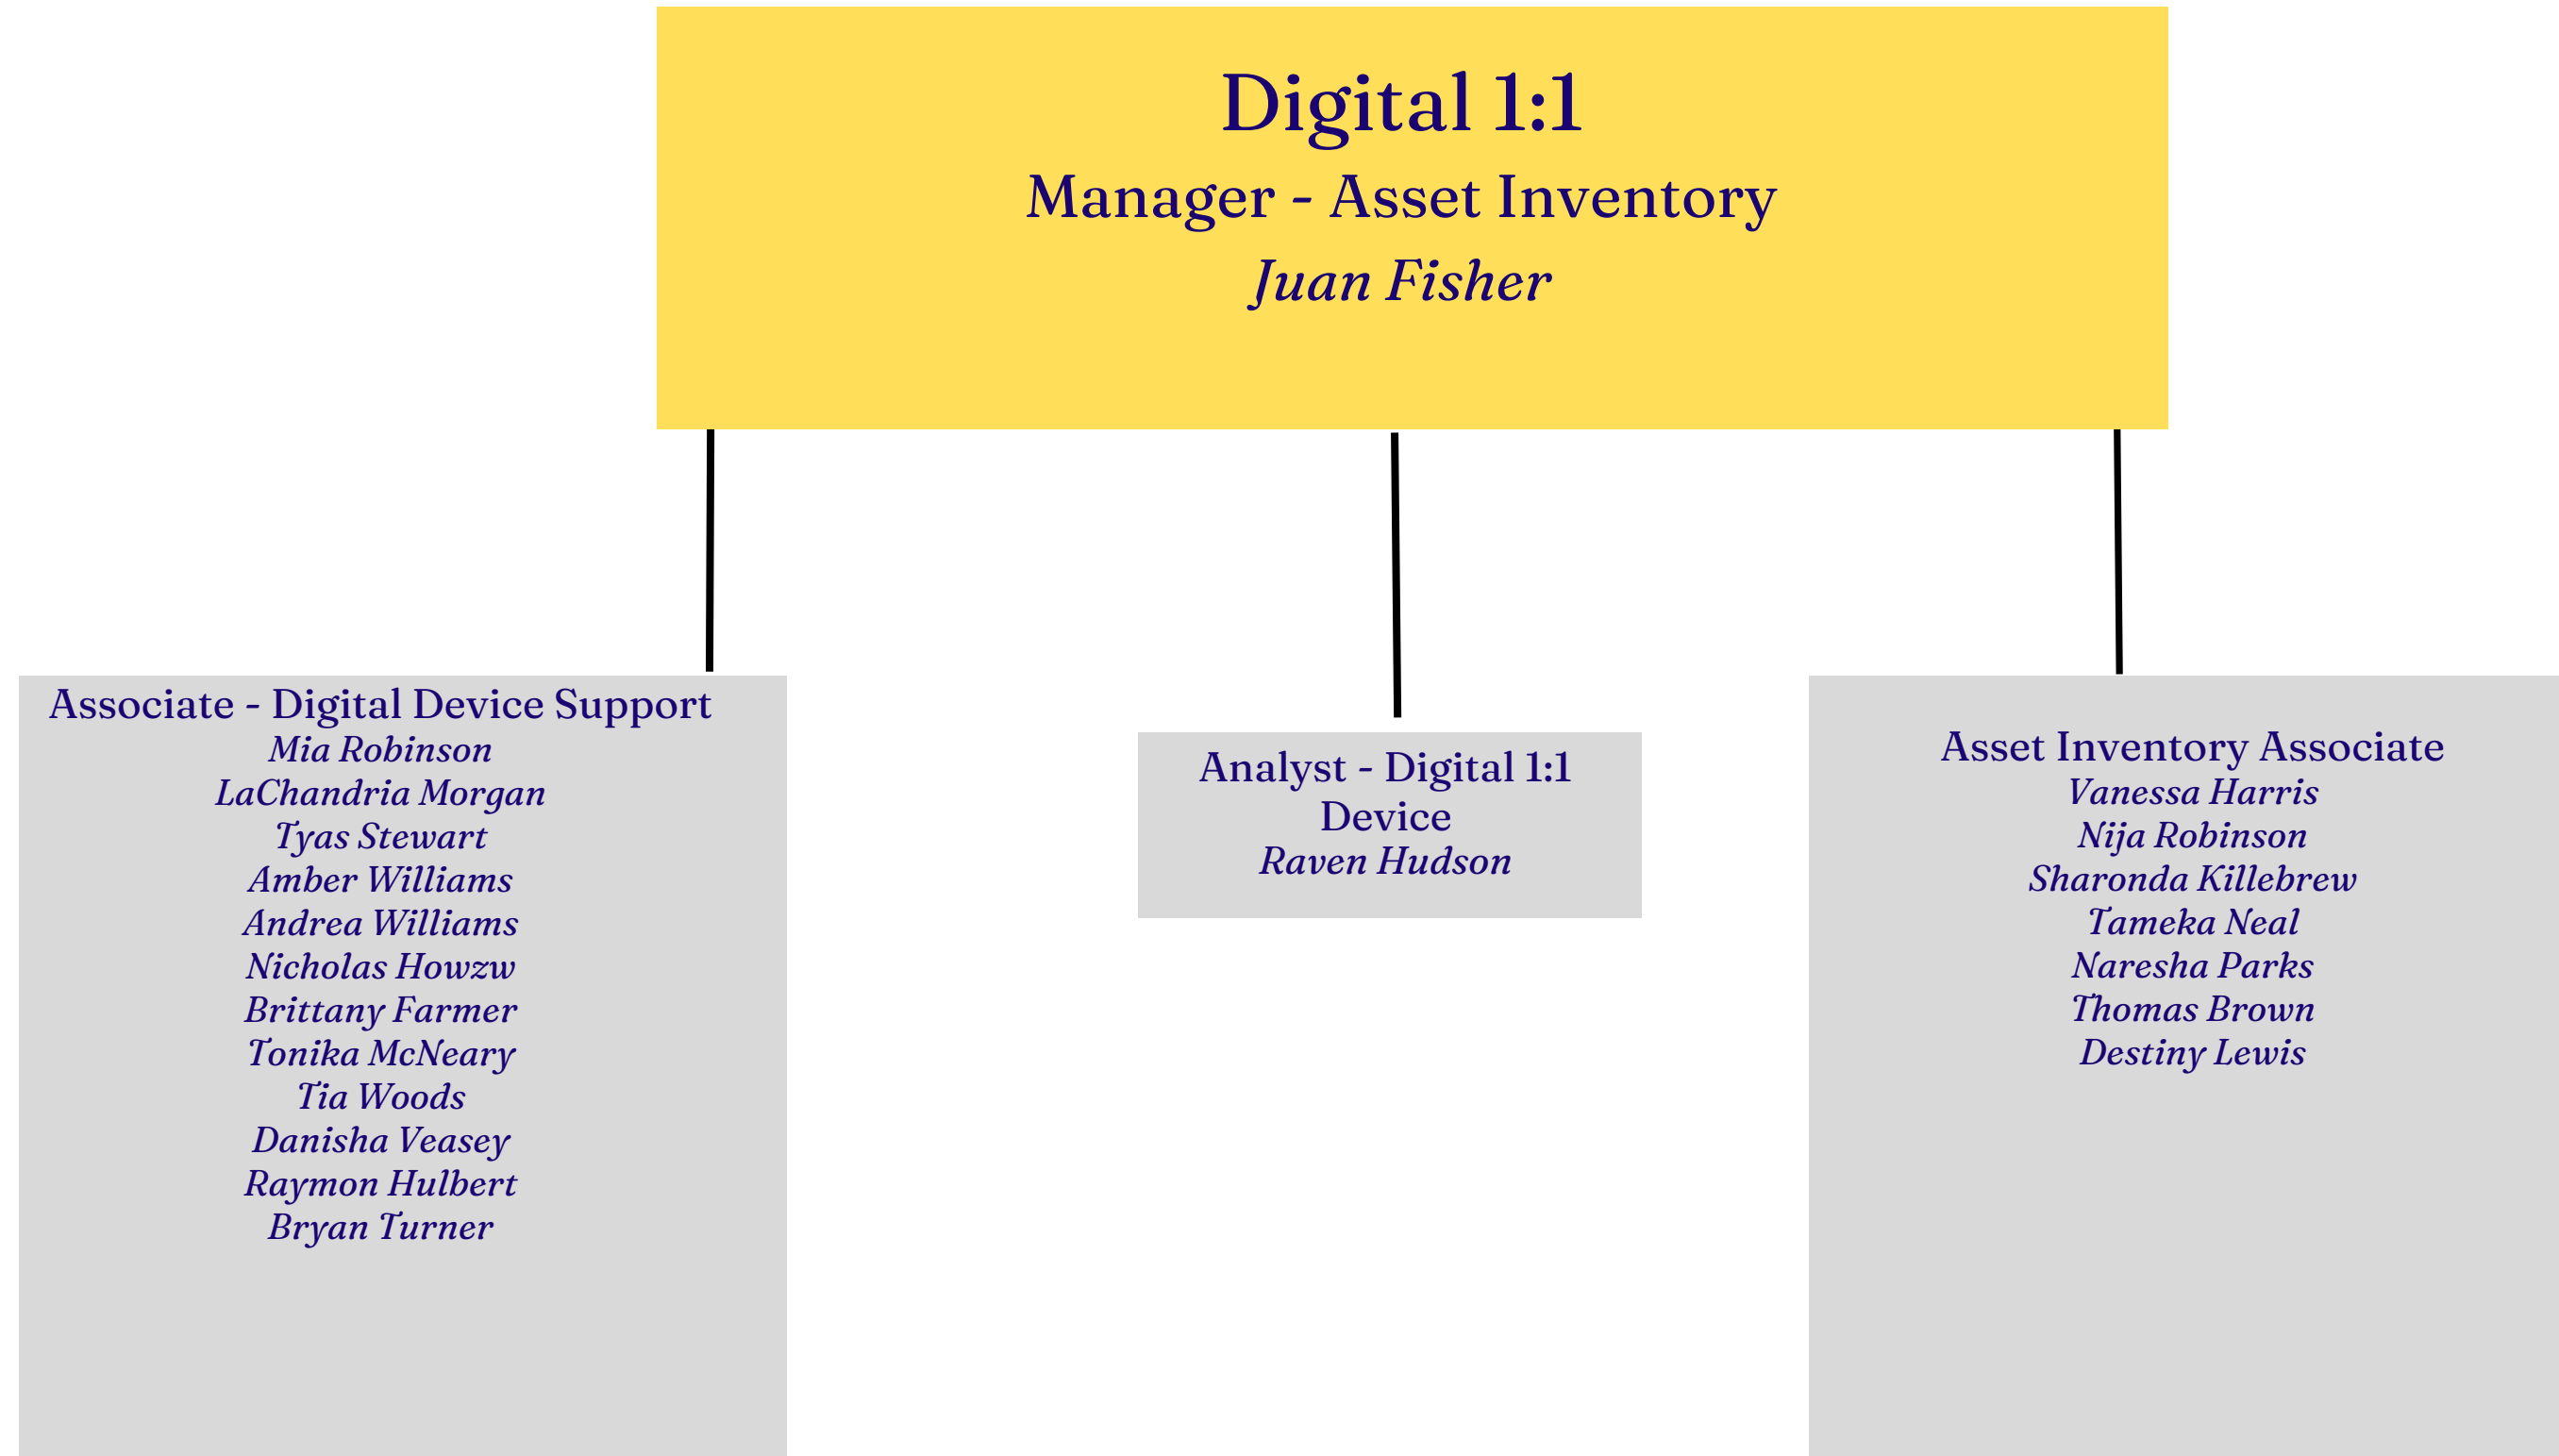 Digital 1:1
Manager - Asset Inventory
Juan Fisher
Associate - Digital Device Support
Mia Robinson
LaChandria Morgan
Tyas Stewart
Amber Williams
Andrea Williams
Nicholas Howzw
Brittany Farmer
Tonika McNeary
Tia Woods
Danisha Veasey
Raymon Hulbert
Bryan Turner
Analyst - Digital 1:1
Device
Raven Hudson
Asset Inventory Associate
Vanessa Harris
Nija Robinson
Sharonda Killebrew
Tameka Neal
Naresha Parks
Thomas Brown
Destiny Lewis